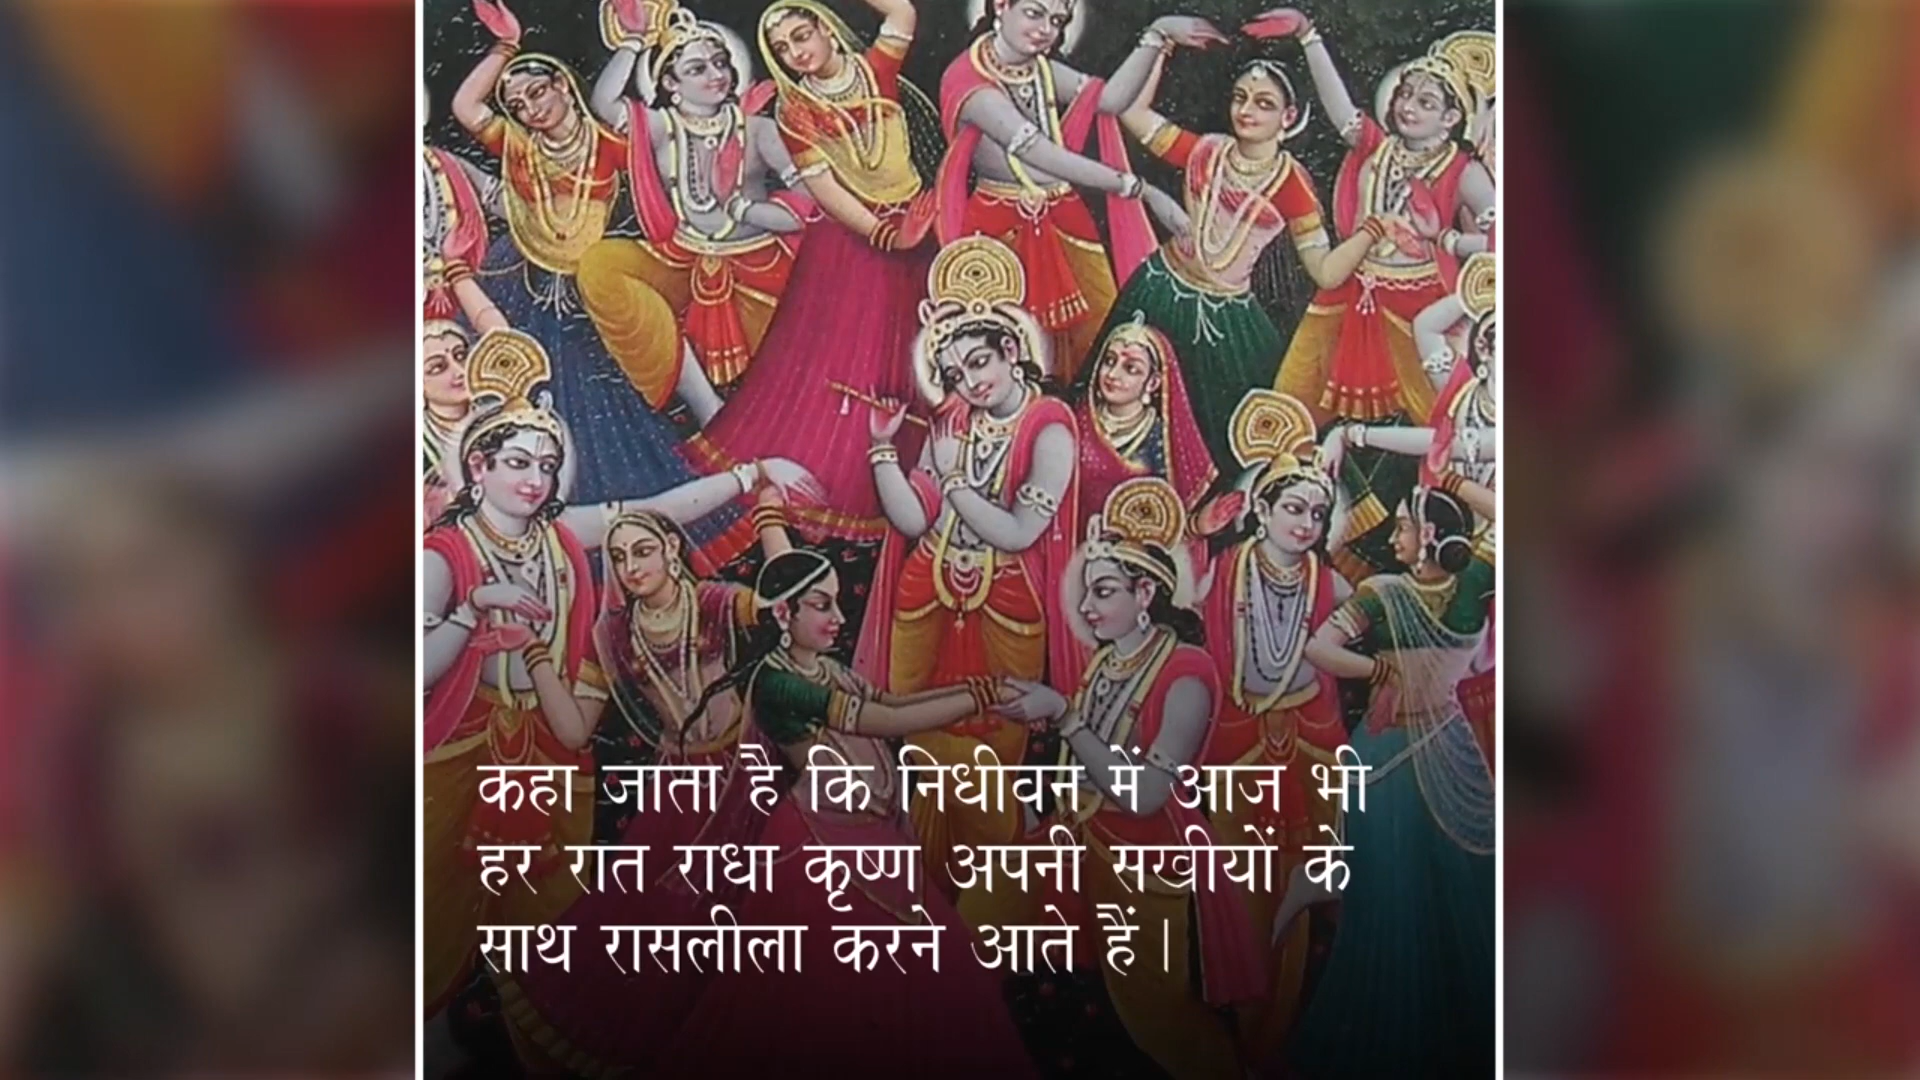 कहा जाता है कि निधीवन में आज भी
हर रात राधा कृष्ण अपनी सखीयों के
साथ रासलीला करने आते हैं।